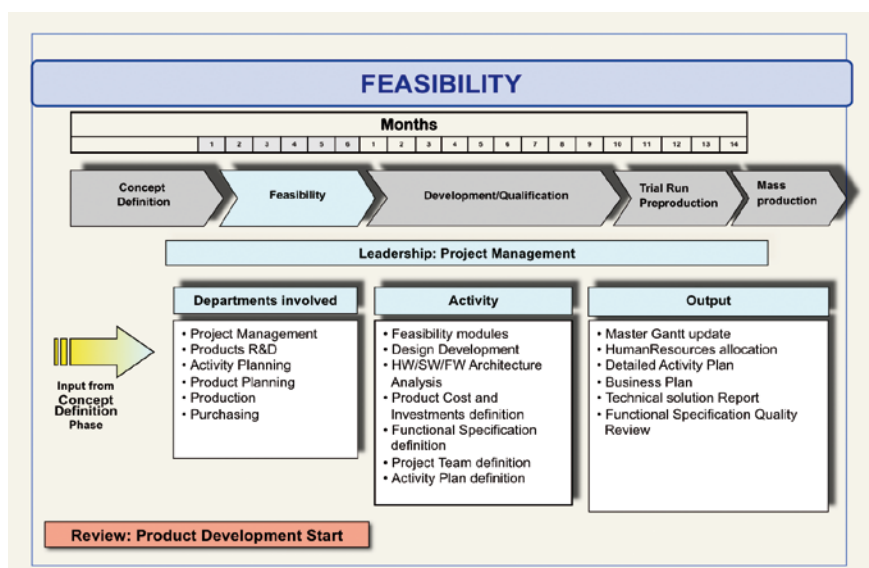 FEASIBILITY
Months
1 2 3 4 5 6 1 2 3 4 5 6 7 8 9 10 11 12 13 14
Concept
Definition
Feasibility
Development/Qualification
Trial Run
Preproduction
Mass
production
Leadership: Project Management
Input from
Concept
Definition
Phase
Departments involved
• Project Management
• Products R&D
• Activity Planning
• Product Planning
• Production
• Purchasing
Activity
• Feasibility modules
• Design Development
• HW/SW/FW Architecture
Analysis
• Product Cost and
Investments definition
• Functional Specification
definition
• Project Team definition
• Activity Plan definition
Output
• Master Gantt update
• HumanResources allocation
• Detailed Activity Plan
• Business Plan
• Technical solution Report
• Functional Specification Quality
Review
Review: Product Development Start